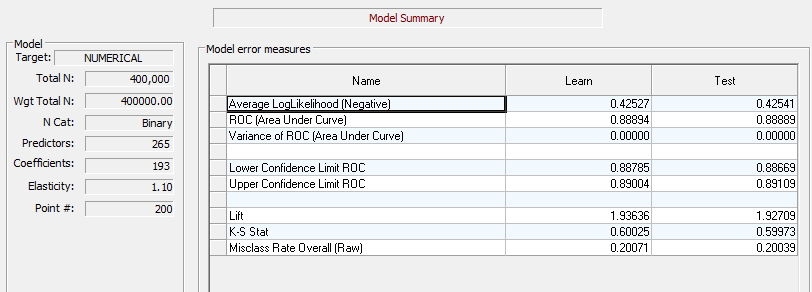 Model Summary
Model
Target: NUMERICAL
Total N: 400,000
Wgt Total N: 400000.00
N Cat: Binary
Predictors: 265
Coefficients: 193
Elasticity: 1.10
Point #: 200
Model error measures
Name Learn Test
Average LogLikelihood (Negative) 0.42527 0.42541
ROC (Area Under Curve) 0.88894 0.88889
Variance of ROC (Area Under Curve) 0.00000 0.00000
Lower Confidence Limit ROC 0.88785 0.88669
Upper Confidence Limit ROC 0.89004 0.89109
Lift 1.93636 1.92709
K-S Stat 0.60025 0.59973
Misclass Rate Overall (Raw) 0.20071 0.20039